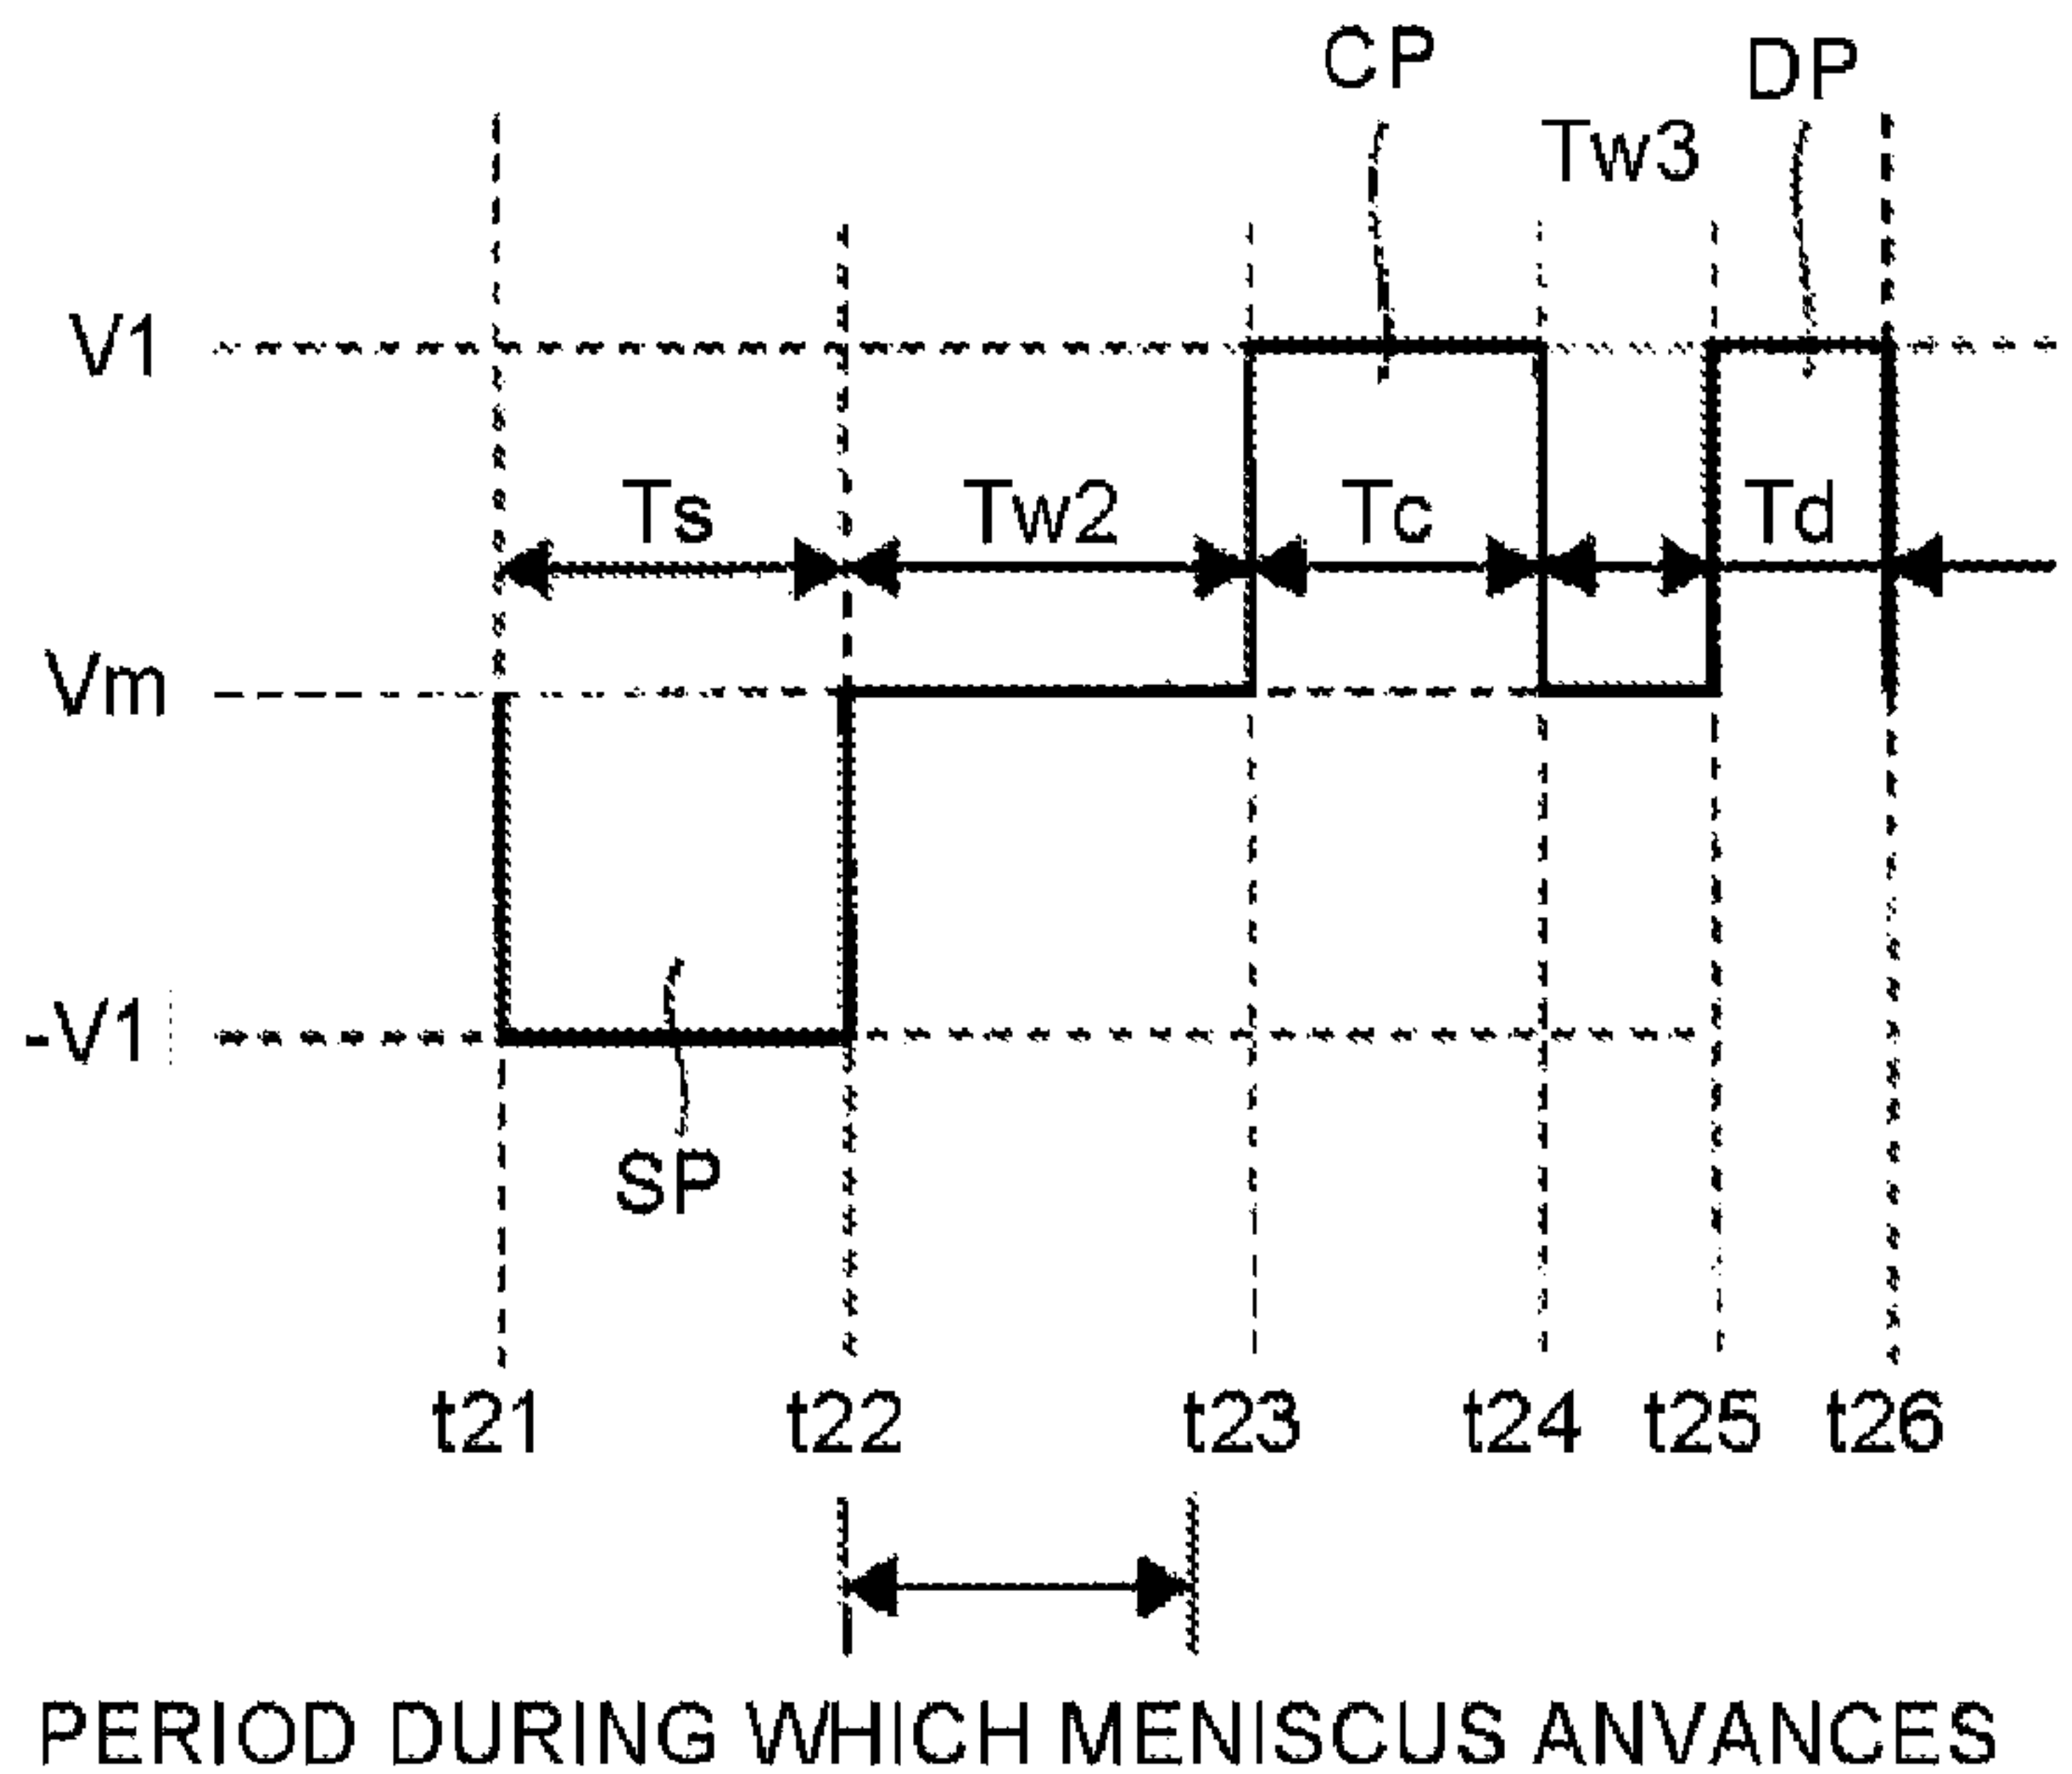 CP
DP
Tw3
V1
Ts
Tw2
Tc
Td
Vm
-V1
SP
t21
t22
t23
t24
t25
t26
PERIOD DURING WHICH MENISCUS ANVANCES